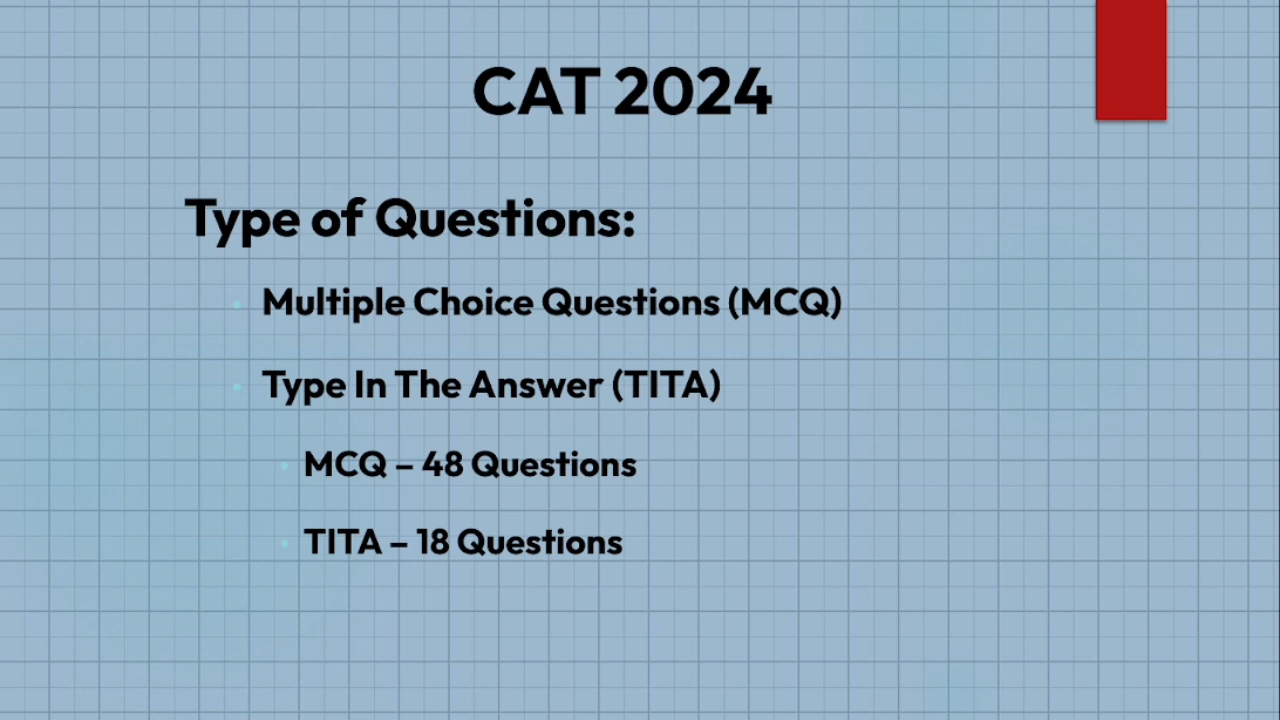 CAT 2024
Type of Questions:
Multiple Choice Questions (MCQ)
Type In The Answer (TITA)
MCQ – 48 Questions
TITA – 18 Questions